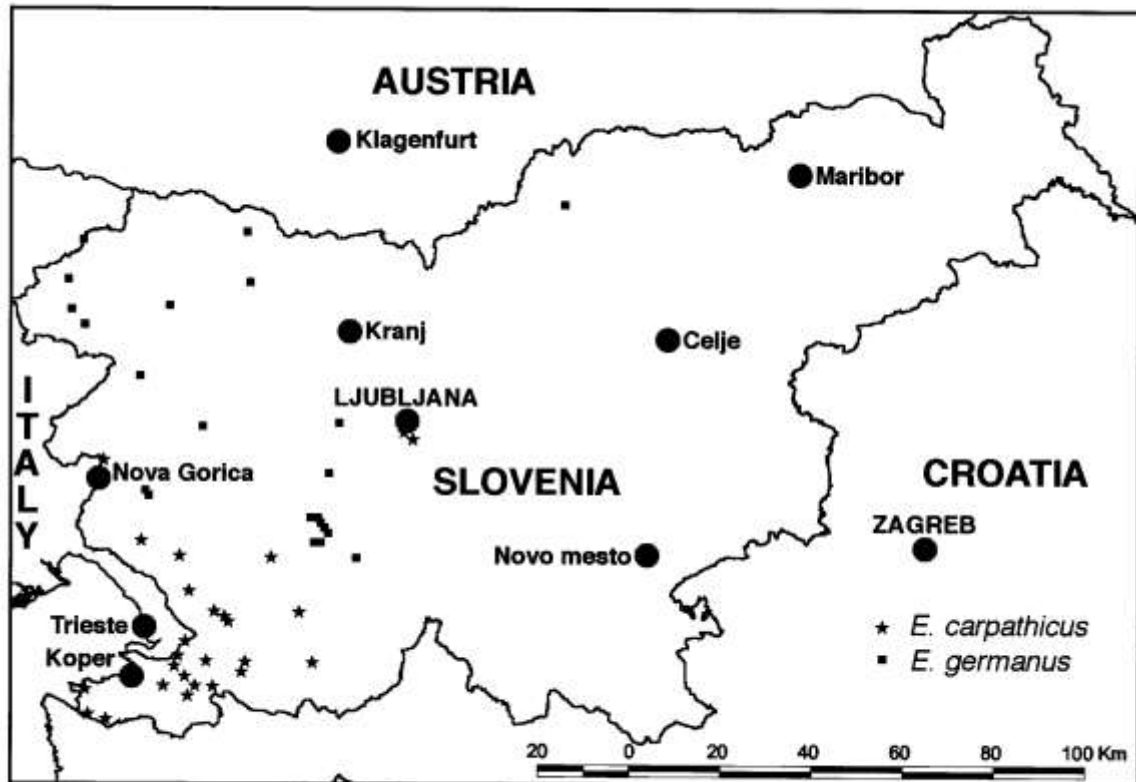 AUSTRIA
Klagenfurt
Maribor
Kranj
Celje
ITALY
LJUBLJANA
Nova Gorica
SLOVENIA
CROATIA
ZAGREB
Novo mesto
Trieste
Koper
E. carpathicus
E. germanus
20 0 20 40 60 80 100 Km